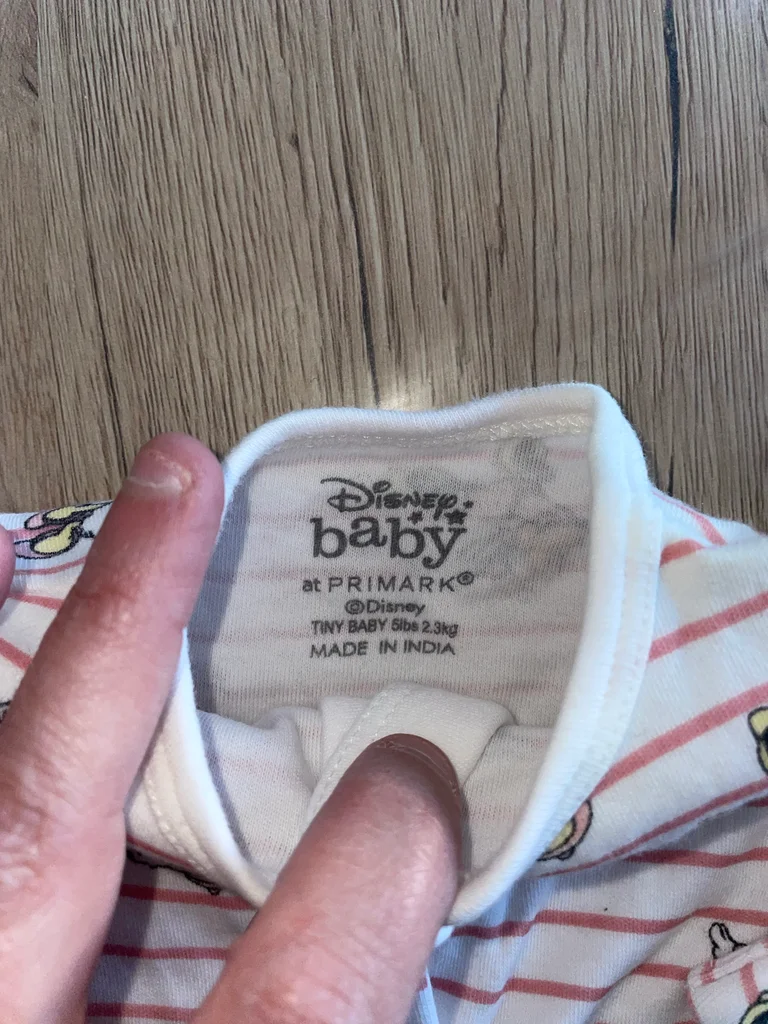 Disney
baby
at PRIMARK®
©Disney
TINY BABY 5lbs 2.3kg
MADE IN INDIA